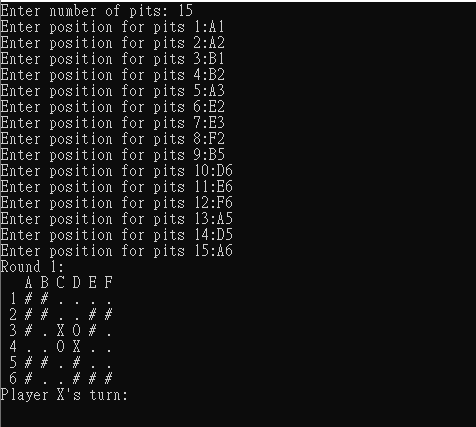 Enter number of pits: 15
Enter position for pits 1:A1
Enter position for pits 2:A2
Enter position for pits 3:B1
Enter position for pits 4:B2
Enter position for pits 5:A3
Enter position for pits 6:E2
Enter position for pits 7:E3
Enter position for pits 8:F2
Enter position for pits 9:B5
Enter position for pits 10:D6
Enter position for pits 11:E6
Enter position for pits 12:F6
Enter position for pits 13:A5
Enter position for pits 14:D5
Enter position for pits 15:A6
Round 1:
   A B C D E F
 1 # # . . . .
 2 # # . . # #
 3 # . X O # .
 4 . . O X . .
 5 # # . # . .
 6 # . . # # #
Player X's turn: